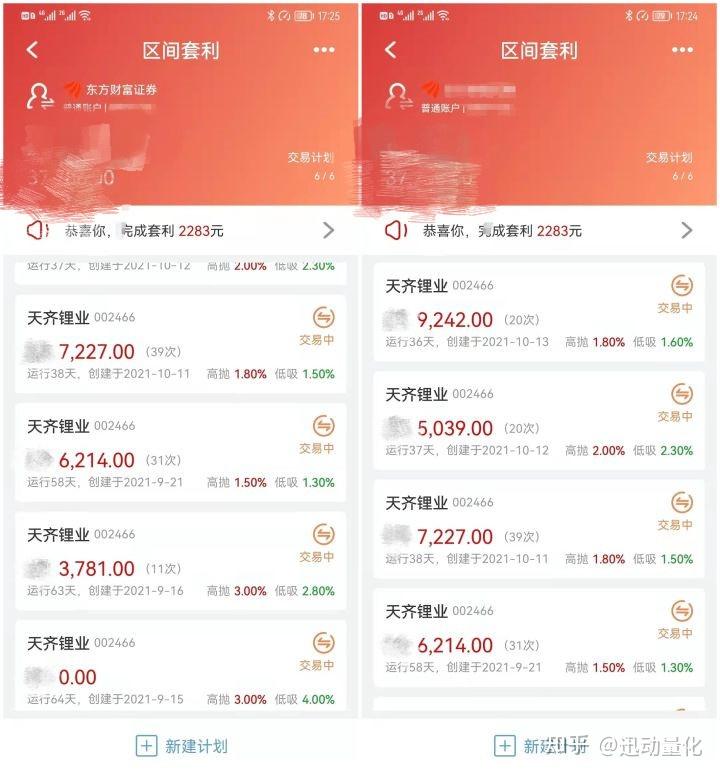 17:25
区间套利
东方财富证券
普通账户
交易计划
6/6
恭喜你，完成套利 2283元
运行37天，创建于2021-10-12 高抛 2.00% 低吸 2.30%
天齐锂业 002466
交易中
7,227.00 (39次)
运行38天，创建于2021-10-11 高抛 1.80% 低吸 1.50%
天齐锂业 002466
交易中
6,214.00 (31次)
运行58天，创建于2021-9-21 高抛 1.50% 低吸 1.30%
天齐锂业 002466
交易中
3,781.00 (11次)
运行63天，创建于2021-9-16 高抛 3.00% 低吸 2.80%
天齐锂业 002466
交易中
0.00
运行64天，创建于2021-9-15 高抛 3.00% 低吸 4.00%
新建计划
17:24
区间套利
普通账户
交易计划
6/6
恭喜你，完成套利 2283元
天齐锂业 002466
交易中
9,242.00 (20次)
运行36天，创建于2021-10-13 高抛 1.80% 低吸 1.60%
天齐锂业 002466
交易中
5,039.00 (20次)
运行37天，创建于2021-10-12 高抛 2.00% 低吸 2.30%
天齐锂业 002466
交易中
7,227.00 (39次)
运行38天，创建于2021-10-11 高抛 1.80% 低吸 1.50%
天齐锂业 002466
交易中
6,214.00 (31次)
运行58天，创建于2021-9-21 高抛 1.50% 低吸 1.30%
新建计划
知乎 @迅动量化